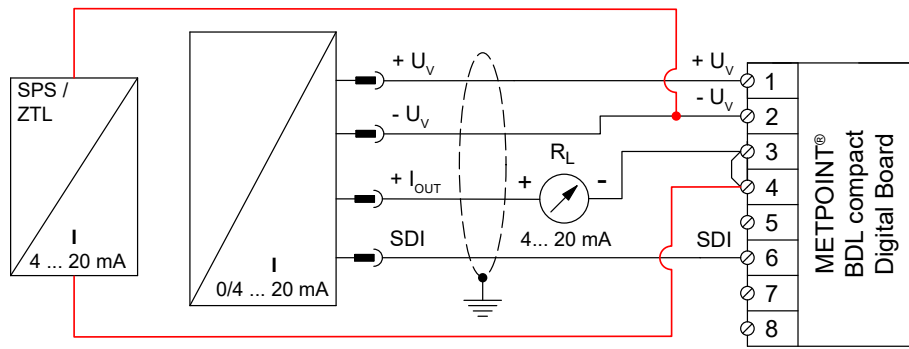 SPS /
ZTL
I
4 ... 20 mA
I
0/4 ... 20 mA
+ UV
- UV
+ IOUT
SDI
RL
+ -
4... 20 mA
+ UV
- UV
SDI
1
2
3
4
5
6
7
8
METPOINT®
BDL compact
Digital Board